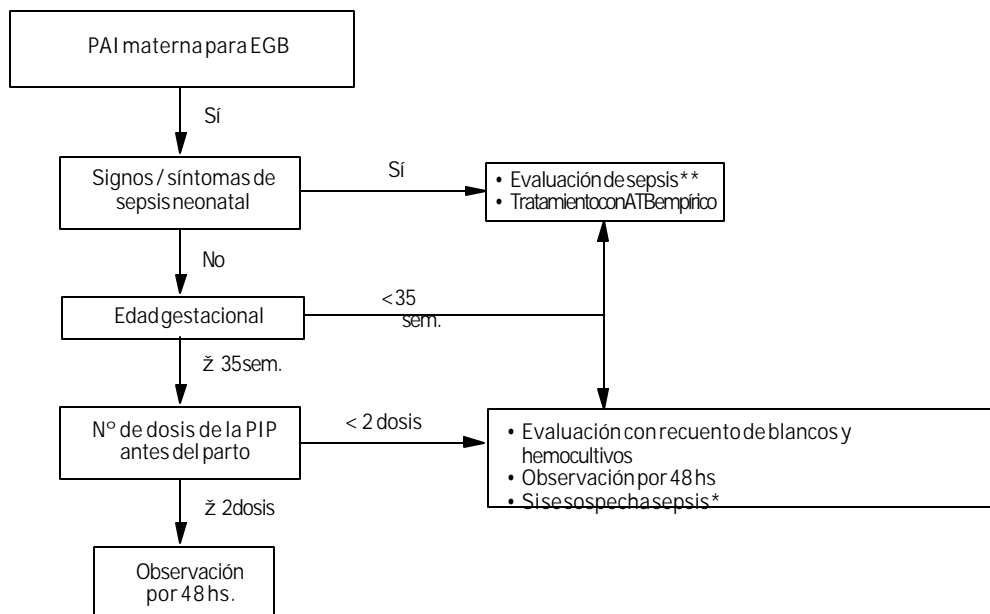 PAI materna para EGB
Sí
Signos / síntomas de
sepsis neonatal
Sí
• Evaluación de sepsis**
• Tratamiento con ATB empírico
No
Edad gestacional
<35
sem.
ž 35 sem.
Nº de dosis de la PIP
antes del parto
< 2 dosis
• Evaluación con recuento de blancos y
hemocultivos
• Observación por 48 hs
• Si se sospecha sepsis*
ž 2 dosis
Observación
por 48 hs.